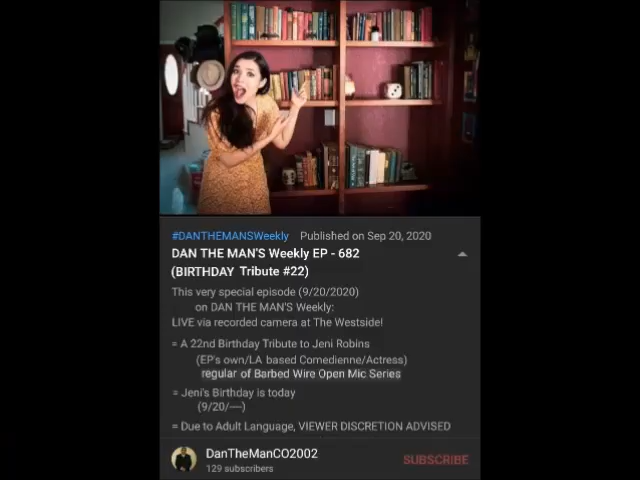 #DANTHEMANSWeekly Published on Sep 20, 2020
DAN THE MAN'S Weekly EP - 682
(BIRTHDAY Tribute #22)
This very special episode (9/20/2020)
on DAN THE MAN'S Weekly:
LIVE via recorded camera at The Westside!
= A 22nd Birthday Tribute to Jeni Robins
(EP's own/LA based Comedienne/Actress)
regular of Barbed Wire Open Mic Series
= Jeni's Birthday is today
(9/20/----)
= Due to Adult Language, VIEWER DISCRETION ADVISED
DanTheManCO2002
129 subscribers
SUBSCRIBE